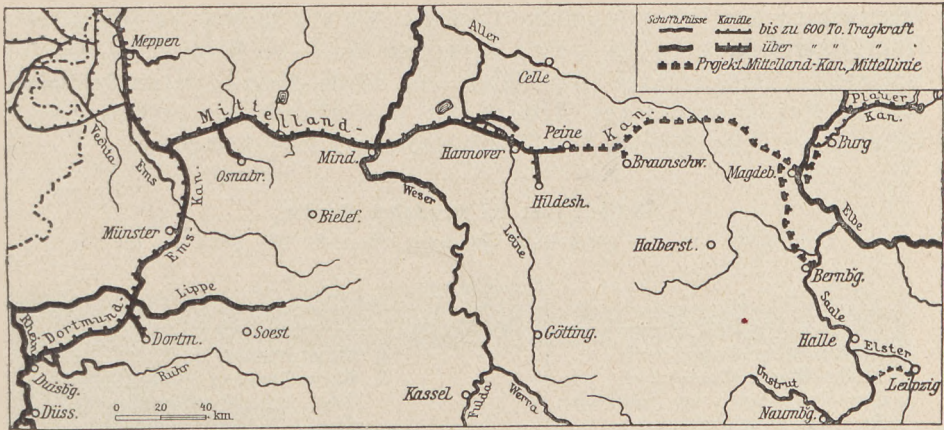 Schiffb. Flüsse Kanäle
bis zu 600 To. Tragkraft
über " " "
Projekt. Mittelland-Kan., Mittellinie
Meppen
Aller
Celle
Plauer
Kan.
Burg
Mittelland-
Kan.
Vechta
Ems
Osnabr.
Mind.
Hannover
Peine
Braunschw.
Magdeb.
Hildesh.
Weser
Elbe
Münster
Ems-
Kan.
Bielef.
Leine
Halberst.
Bernbg.
Lippe
Saale
Rhein
Dortmund-
Dortm.
Soest
Götting.
Halle
Elster
Duisbg.
Ruhr
Leipzig
Kassel
Fulda
Werra
Unstrut
Naumbg.
Düss.
0 20 40 km.